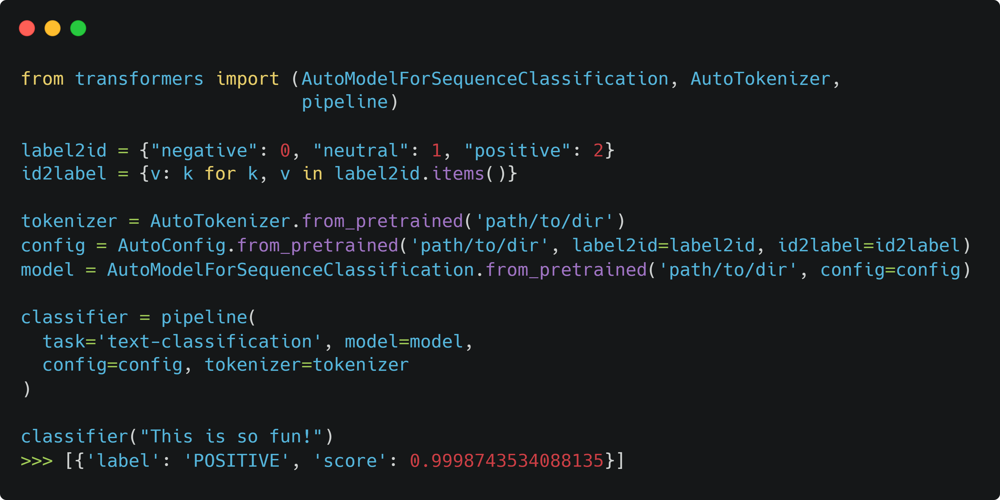 from transformers import (AutoModelForSequenceClassification, AutoTokenizer,
                          pipeline)

label2id = {"negative": 0, "neutral": 1, "positive": 2}
id2label = {v: k for k, v in label2id.items()}

tokenizer = AutoTokenizer.from_pretrained('path/to/dir')
config = AutoConfig.from_pretrained('path/to/dir', label2id=label2id, id2label=id2label)
model = AutoModelForSequenceClassification.from_pretrained('path/to/dir', config=config)

classifier = pipeline(
  task='text-classification', model=model,
  config=config, tokenizer=tokenizer
)

classifier("This is so fun!")
>>> [{'label': 'POSITIVE', 'score': 0.9998743534088135}]